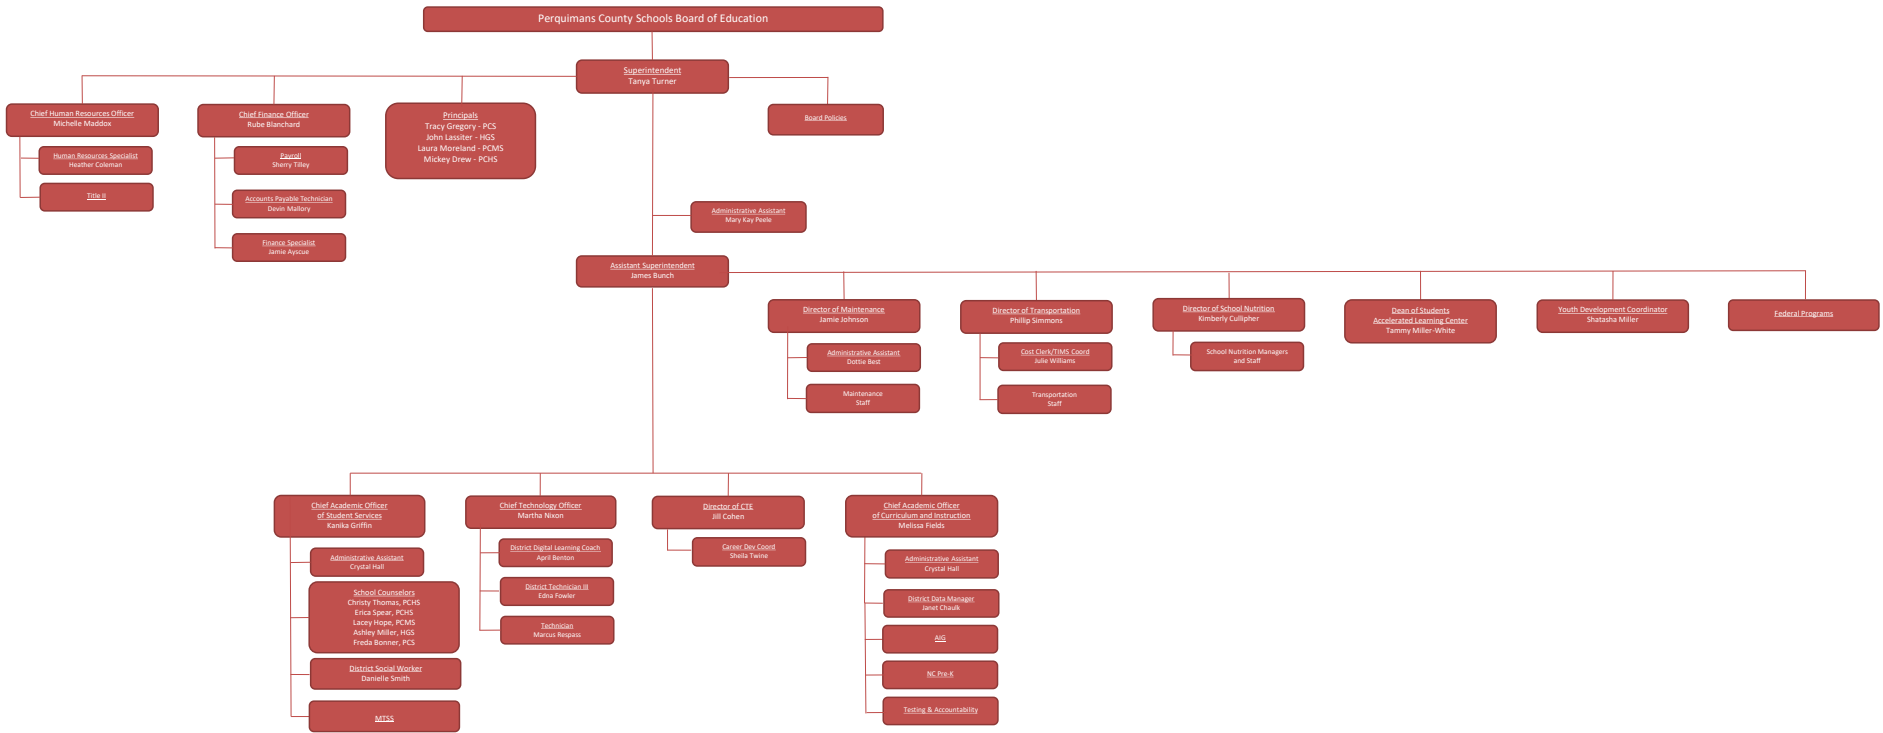 Perquimans County Schools Board of Education
Superintendent
Tanya Turner
Chief Human Resources Officer
Michelle Maddox
Human Resources Specialist
Heather Coleman
Title II
Chief Finance Officer
Rube Blanchard
Payroll
Sherry Tilley
Accounts Payable Technician
Devin Mallory
Finance Specialist
Jamie Ayscue
Principals
Tracy Gregory - PCS
John Lassiter - HGS
Laura Moreland - PCMS
Mickey Drew - PCHS
Board Policies
Administrative Assistant
Mary Kay Peele
Assistant Superintendent
James Bunch
Director of Maintenance
Jamie Johnson
Administrative Assistant
Dottie Best
Maintenance
Staff
Director of Transportation
Phillip Simmons
Cost Clerk/TIMS Coord
Julie Williams
Transportation
Staff
Director of School Nutrition
Kimberly Cullipher
School Nutrition Managers
and Staff
Dean of Students
Accelerated Learning Center
Tammy Miller-White
Youth Development Coordinator
Shatasha Miller
Federal Programs
Chief Academic Officer
of Student Services
Kanika Griffin
Administrative Assistant
Crystal Hall
School Counselors
Christy Thomas, PCHS
Erica Spear, PCHS
Lacey Hope, PCMS
Ashley Miller, HGS
Freda Bonner, PCS
District Social Worker
Danielle Smith
MTSS
Chief Technology Officer
Martha Nixon
District Digital Learning Coach
April Benton
District Technician III
Edna Fowler
Technician
Marcus Respass
Director of CTE
Jill Cohen
Career Dev Coord
Sheila Twine
Chief Academic Officer
of Curriculum and Instruction
Melissa Fields
Administrative Assistant
Crystal Hall
District Data Manager
Janet Chaulk
AIG
NC Pre-K
Testing & Accountability